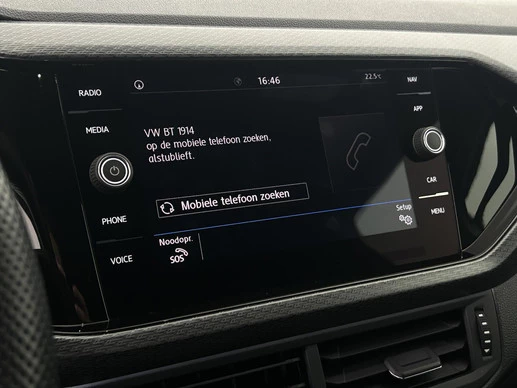 16:46
22.5°C
RADIO
MEDIA
PHONE
VOICE
VW BT 1914
op de mobiele telefoon zoeken,
alstublieft.
Mobiele telefoon zoeken
Setup
Noodopr.
SOS
NAV
APP
CAR
MENU